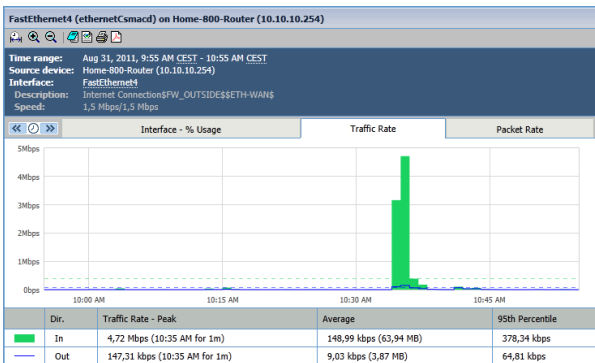 FastEthernet4 (ethernetCsmacd) on Home-800-Router (10.10.10.254)
Time range: Aug 31, 2011, 9:55 AM CEST - 10:55 AM CEST
Source device: Home-800-Router (10.10.10.254)
Interface: FastEthernet4
Description: Internet Connection$FW_OUTSIDE$$ETH-WAN$
Speed: 1,5 Mbps/1,5 Mbps
Interface - % Usage Traffic Rate Packet Rate
5Mbps
4Mbps
3Mbps
2Mbps
1Mbps
0bps
10:00 AM 10:15 AM 10:30 AM 10:45 AM
Dir. Traffic Rate - Peak Average 95th Percentile
In 4,72 Mbps (10:35 AM for 1m) 148,99 kbps (63,94 MB) 378,34 kbps
Out 147,31 kbps (10:35 AM for 1m) 9,03 kbps (3,87 MB) 64,81 kbps